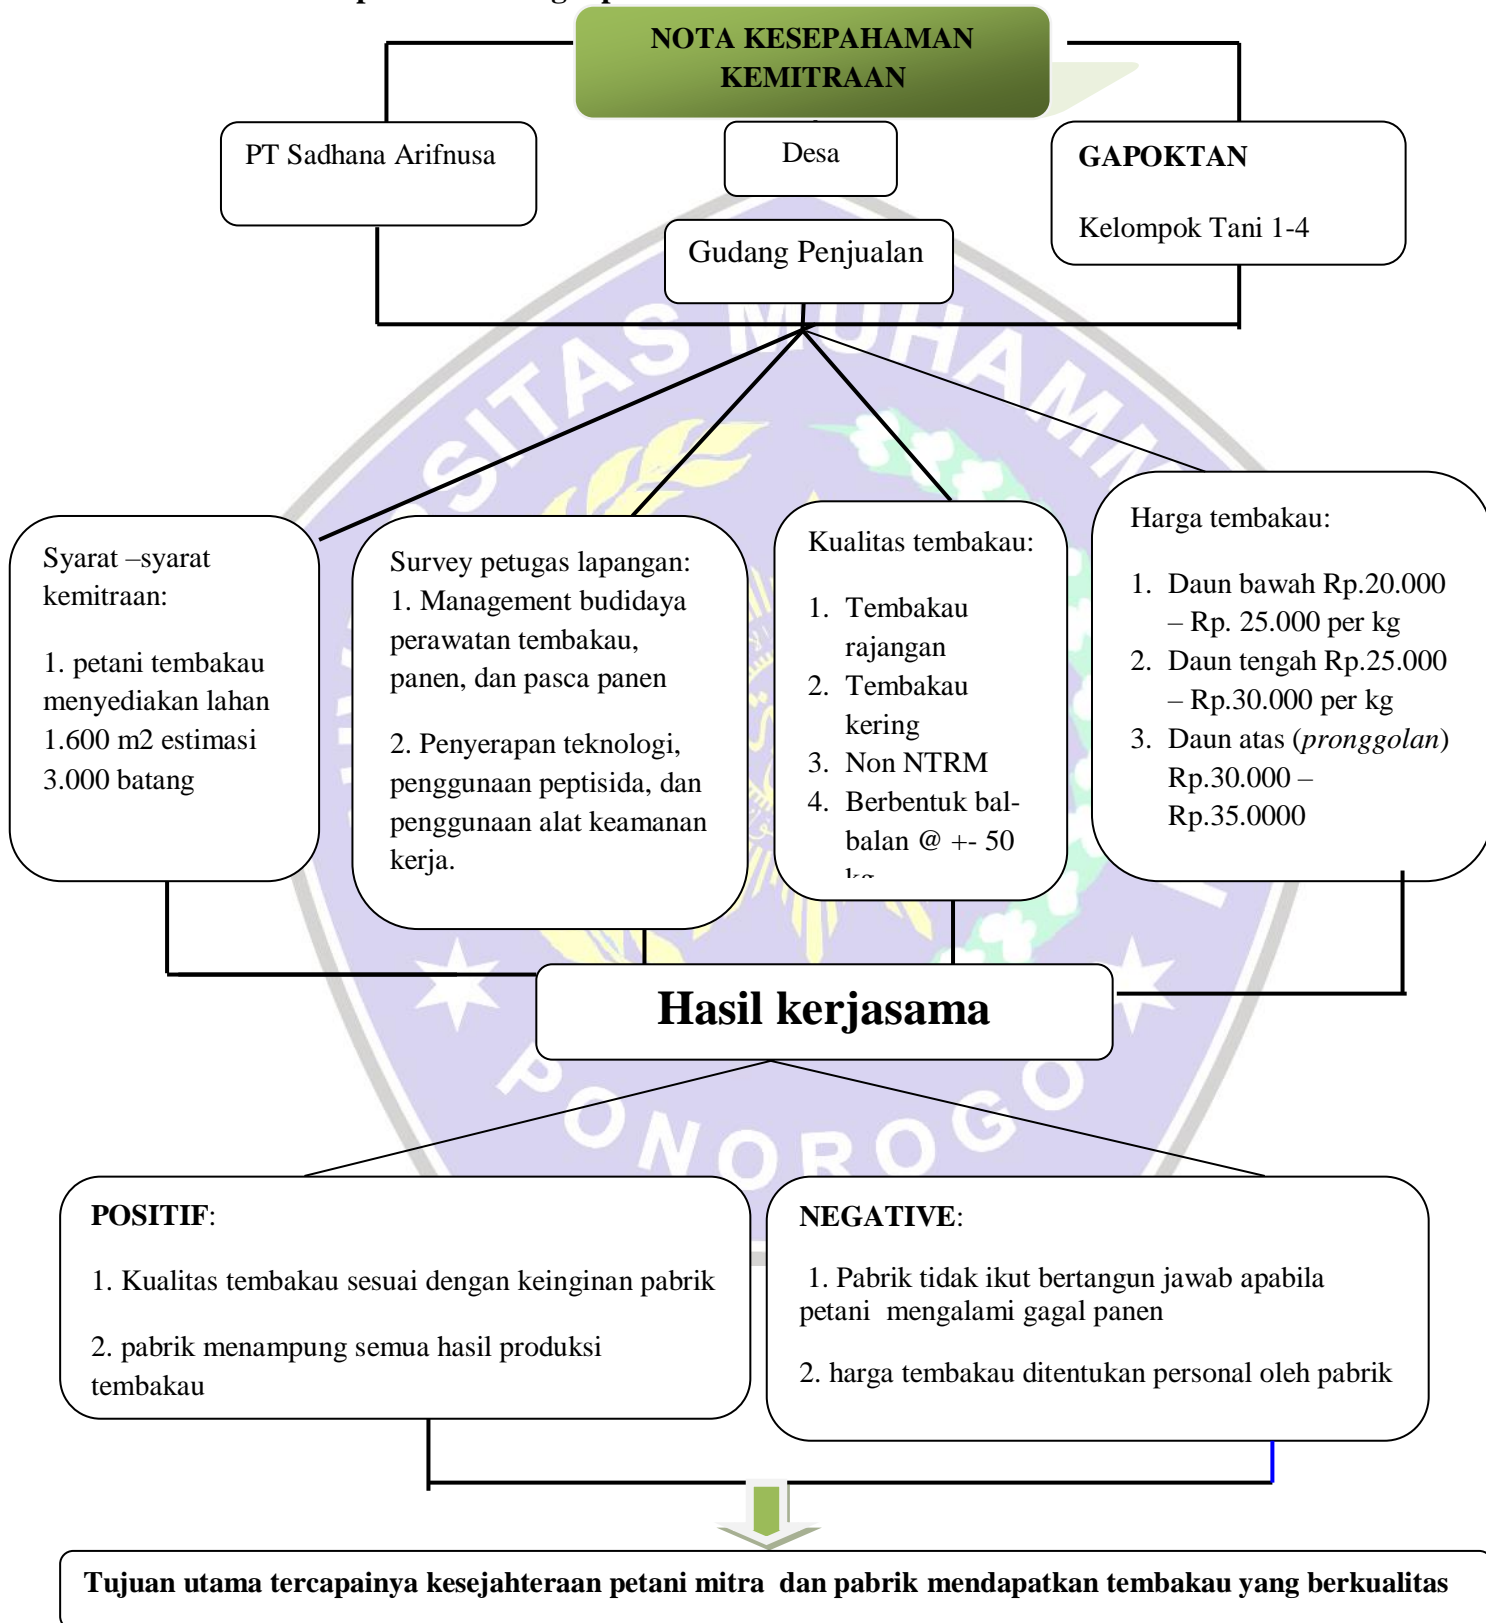 NOTA KESEPAHAMAN
KEMITRAAN
PT Sadhana Arifnusa
Desa
GAPOKTAN
Kelompok Tani 1-4
Gudang Penjualan
Syarat –syarat
kemitraan:
1. petani tembakau
menyediakan lahan
1.600 m2 estimasi
3.000 batang
Survey petugas lapangan:
1. Management budidaya
perawatan tembakau,
panen, dan pasca panen
2. Penyerapan teknologi,
penggunaan peptisida, dan
penggunaan alat keamanan
kerja.
Kualitas tembakau:
1. Tembakau
rajangan
2. Tembakau
kering
3. Non NTRM
4. Berbentuk bal-
balan @ +- 50
kg
Harga tembakau:
1. Daun bawah Rp.20.000
– Rp. 25.000 per kg
2. Daun tengah Rp.25.000
– Rp.30.000 per kg
3. Daun atas (pronggolan)
Rp.30.000 –
Rp.35.0000
Hasil kerjasama
POSITIF:
1. Kualitas tembakau sesuai dengan keinginan pabrik
2. pabrik menampung semua hasil produksi
tembakau
NEGATIVE:
1. Pabrik tidak ikut bertangun jawab apabila
petani mengalami gagal panen
2. harga tembakau ditentukan personal oleh pabrik
Tujuan utama tercapainya kesejahteraan petani mitra dan pabrik mendapatkan tembakau yang berkualitas
PONOROGO